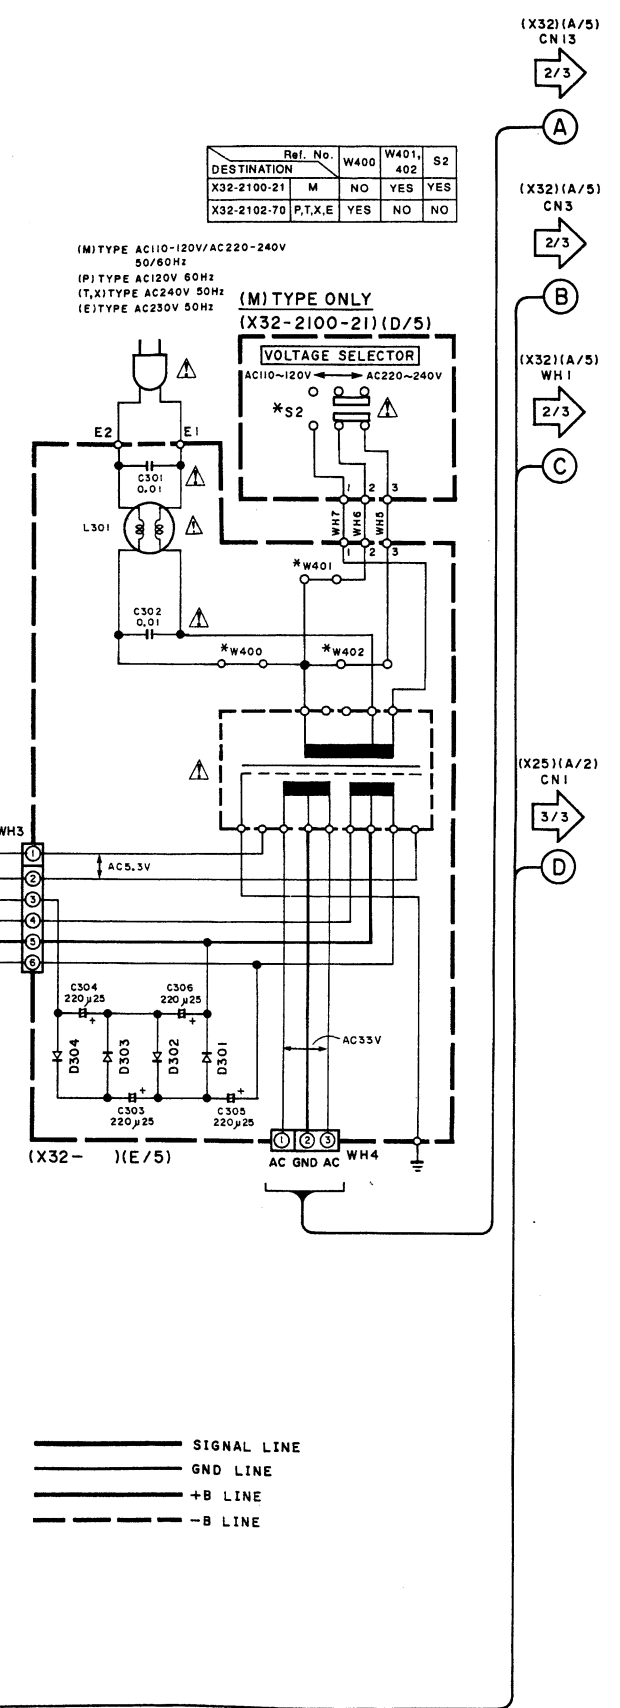 (X32)(A/5)
CN13
2/3
A
Ref. No.
DESTINATION
W400
W401,
402
S2
X32-2100-21 M NO YES YES
X32-2102-70 P,T,X,E YES NO NO
(X32)(A/5)
CN3
2/3
B
(M)TYPE AC110-120V/AC220-240V
50/60Hz
(P)TYPE AC120V 60Hz
(T,X)TYPE AC240V 50Hz
(E)TYPE AC230V 50Hz
(M)TYPE ONLY
(X32-2100-21)(D/5)
VOLTAGE SELECTOR
AC110~120V AC220~240V
*S2
(X32)(A/5)
WH1
2/3
C
E2 E1
C301
0.01
L301
1 2 3
WH7 WH6 WH5
1 2 3
*W401
C302
0.01
*W400
*W402
(X25)(A/2)
CN1
3/3
D
WH3
1
2
3
4
5
6
AC5.3V
C304
220µ25
+
C306
220µ25
+
D304 D303 D302 D301
C303
220µ25
+
C305
220µ25
+
AC33V
1 2 3
AC GND AC
WH4
(X32- )(E/5)
SIGNAL LINE
GND LINE
+B LINE
-B LINE